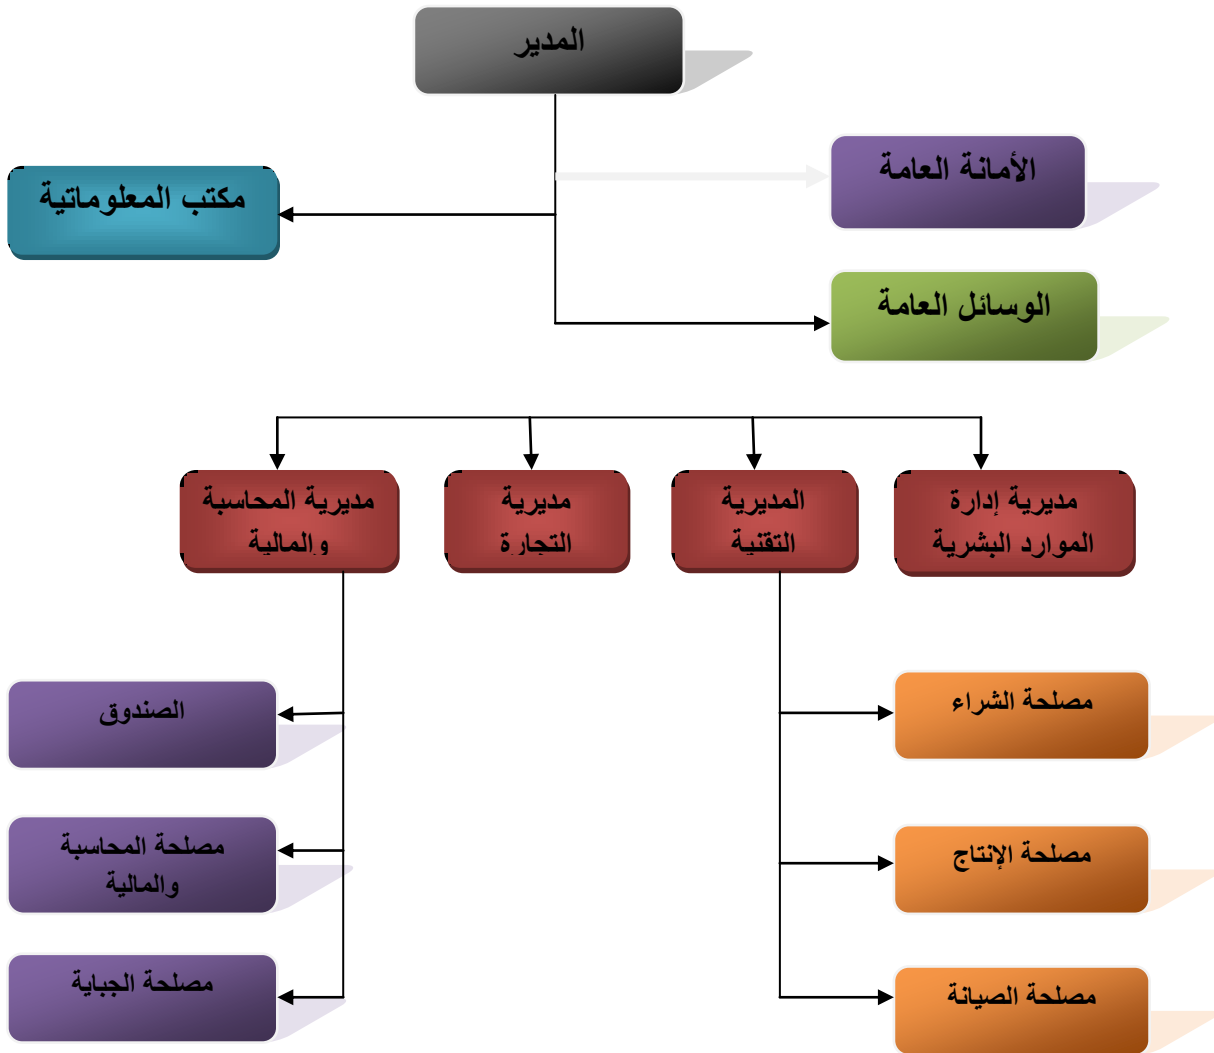 المدير
الأمانة العامة
مكتب المعلوماتية
الوسائل العامة
مديرية إدارة
الموارد البشرية
المديرية
التقنية
مديرية
التجارة
مديرية المحاسبة
والمالية
مصلحة الشراء
الصندوق
مصلحة الإنتاج
مصلحة المحاسبة
والمالية
مصلحة الصيانة
مصلحة الجباية